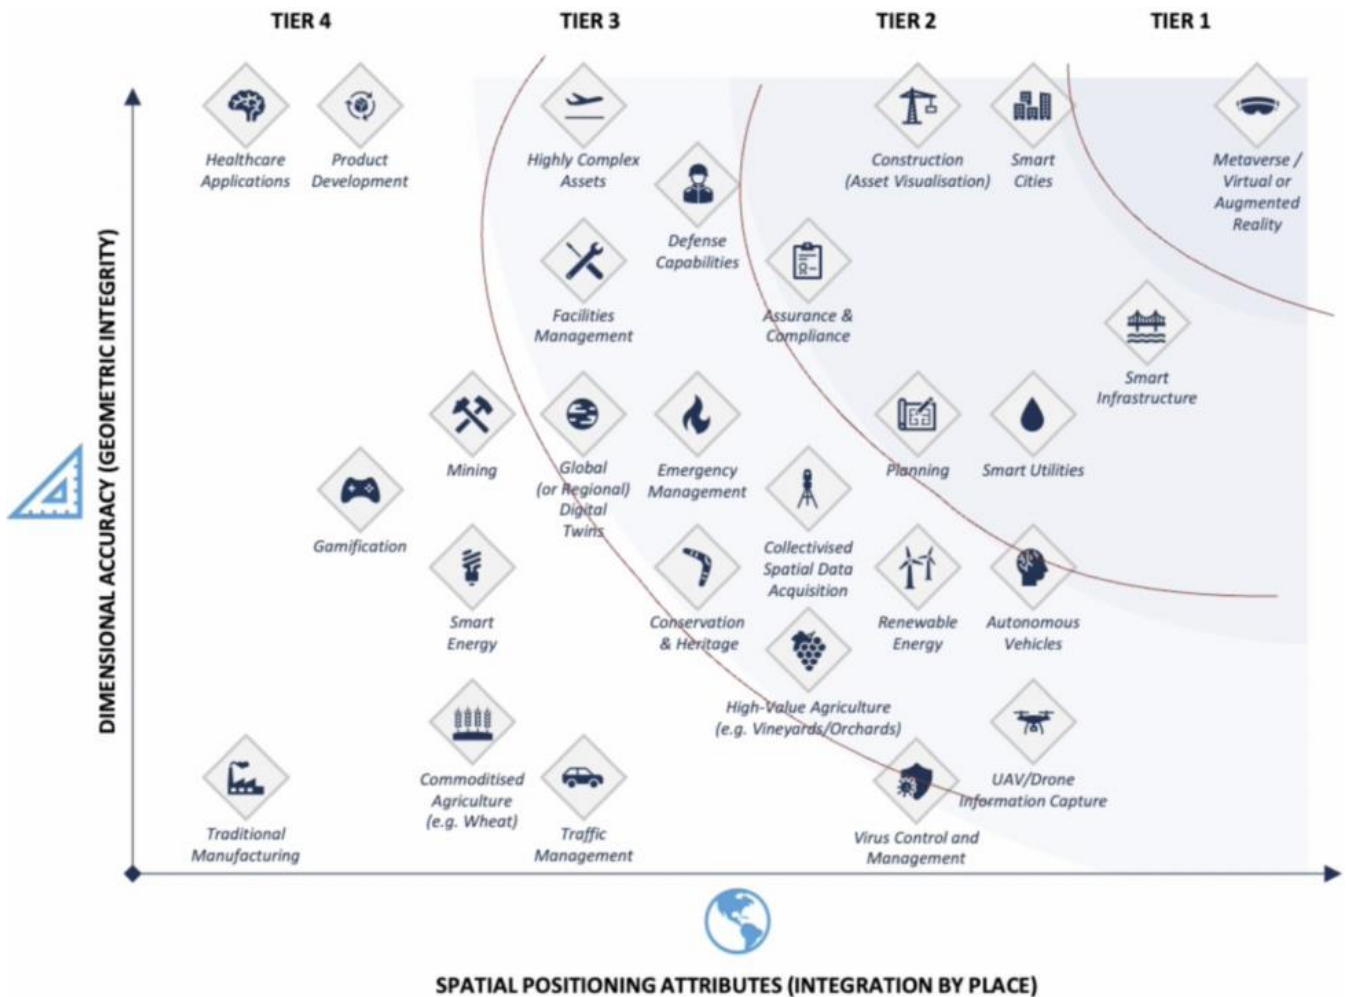 TIER 4
TIER 3
TIER 2
TIER 1
Healthcare
Applications
Product
Development
Highly Complex
Assets
Defense
Capabilities
Construction
(Asset Visualisation)
Smart
Cities
Metaverse /
Virtual or
Augmented
Reality
Facilities
Management
Assurance &
Compliance
Smart
Infrastructure
Mining
Global
(or Regional)
Digital
Twins
Emergency
Management
Planning
Smart Utilities
Gamification
Collectivised
Spatial Data
Acquisition
Smart
Energy
Conservation
& Heritage
Renewable
Energy
Autonomous
Vehicles
High-Value Agriculture
(e.g. Vineyards/Orchards)
Commoditised
Agriculture
(e.g. Wheat)
UAV/Drone
Information Capture
Traditional
Manufacturing
Traffic
Management
Virus Control and
Management
DIMENSIONAL ACCURACY (GEOMETRIC INTEGRITY)
SPATIAL POSITIONING ATTRIBUTES (INTEGRATION BY PLACE)